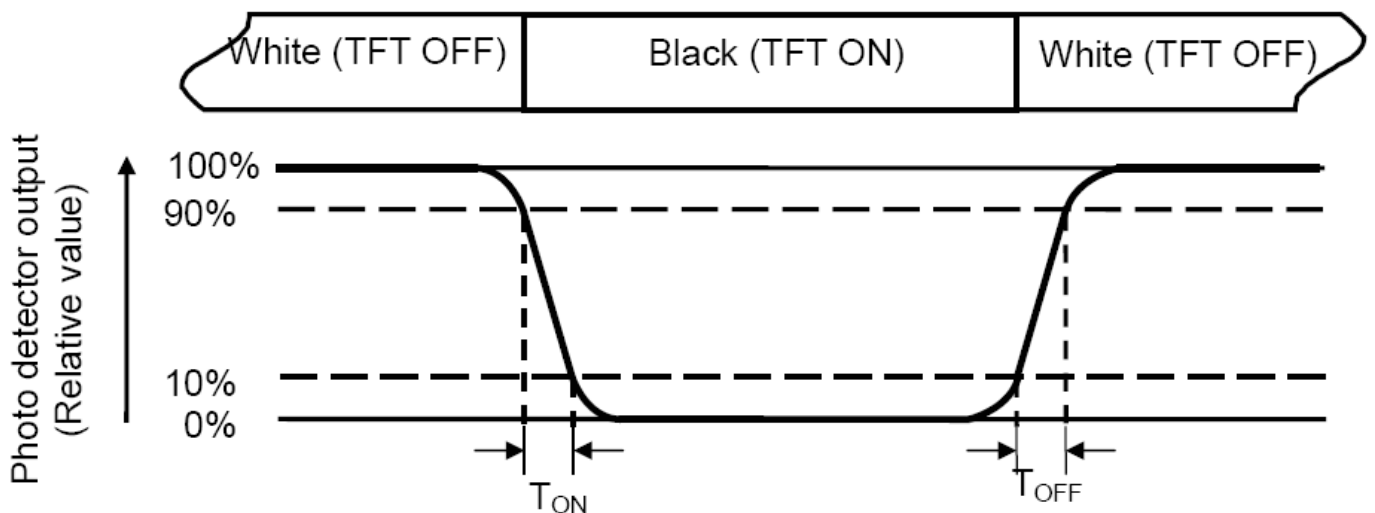 White (TFT OFF)
Black (TFT ON)
White (TFT OFF)
Photo detector output
(Relative value)
100%
90%
10%
0%
TON
TOFF